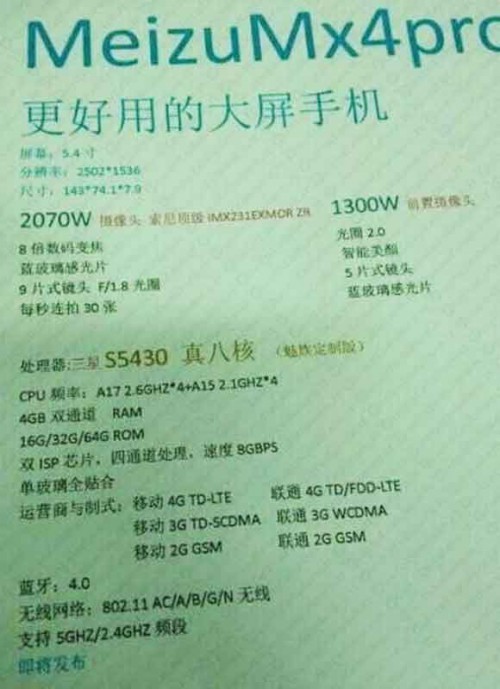 MeizuMx4pro
更好用的大屏手机
屏幕：5.4 寸
分辨率：2502*1536
尺寸：143*74.1*7.9
2070W 摄像头 索尼顶级 IMX231EXMOR ZR
8 倍数码变焦
蓝玻璃感光片
9 片式镜头 F/1.8 光圈
每秒连拍 30 张
1300W 前置摄像头
光圈 2.0
智能美颜
5 片式镜头
蓝玻璃感光片
处理器:三星 S5430 真八核 （魅族定制版）
CPU 频率：A17 2.6GHZ*4+A15 2.1GHZ*4
4GB 双通道 RAM
16G/32G/64G ROM
双 ISP 芯片，四通道处理，速度 8GBPS
单玻璃全贴合
运营商与制式：移动 4G TD-LTE 联通 4G TD/FDD-LTE
移动 3G TD-SCDMA 联通 3G WCDMA
移动 2G GSM 联通 2G GSM
蓝牙：4.0
无线网络：802.11 AC/A/B/G/N 无线
支持 5GHZ/2.4GHZ 频段
即将发布